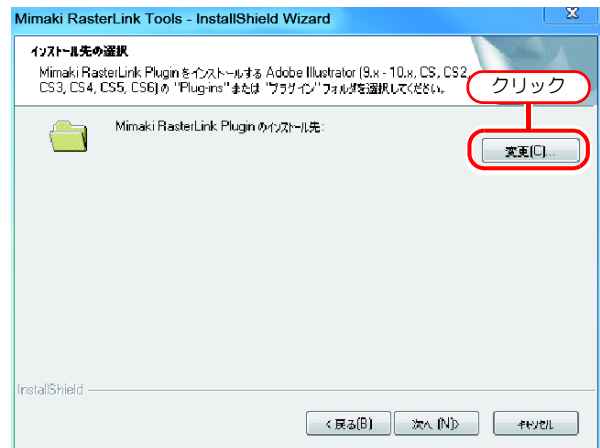 Mimaki RasterLink Tools - InstallShield Wizard
インストール先の選択
Mimaki RasterLink Plugin をインストールする Adobe Illustrator (9.x - 10.x, CS, CS2,
CS3, CS4, CS5, CS6) の "Plug-ins" または "プラグイン" フォルダを選択してください。
クリック
Mimaki RasterLink Plugin のインストール先:
変更(C)...
InstallShield
< 戻る(B)
次へ (N)>
キャンセル